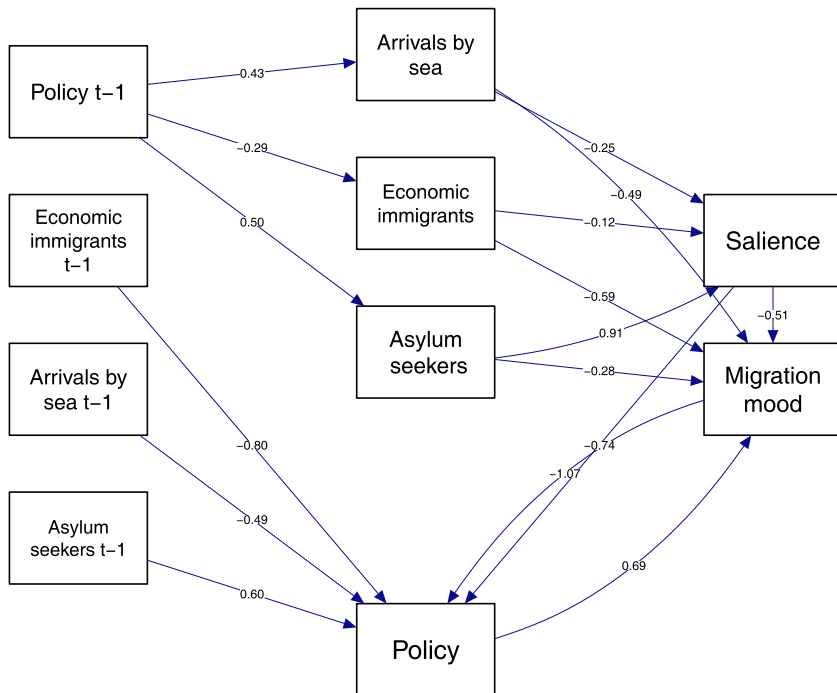 Arrivals by
sea
Policy t−1
0.43
−0.29
−0.25
Economic
immigrants
−0.49
Economic
immigrants
t−1
0.50
−0.12
Salience
−0.59
−0.51
0.91
Asylum
seekers
−0.28
Arrivals by
sea t−1
Migration
mood
−0.80
−0.74
−1.07
−0.49
Asylum
seekers t−1
0.60
0.69
Policy